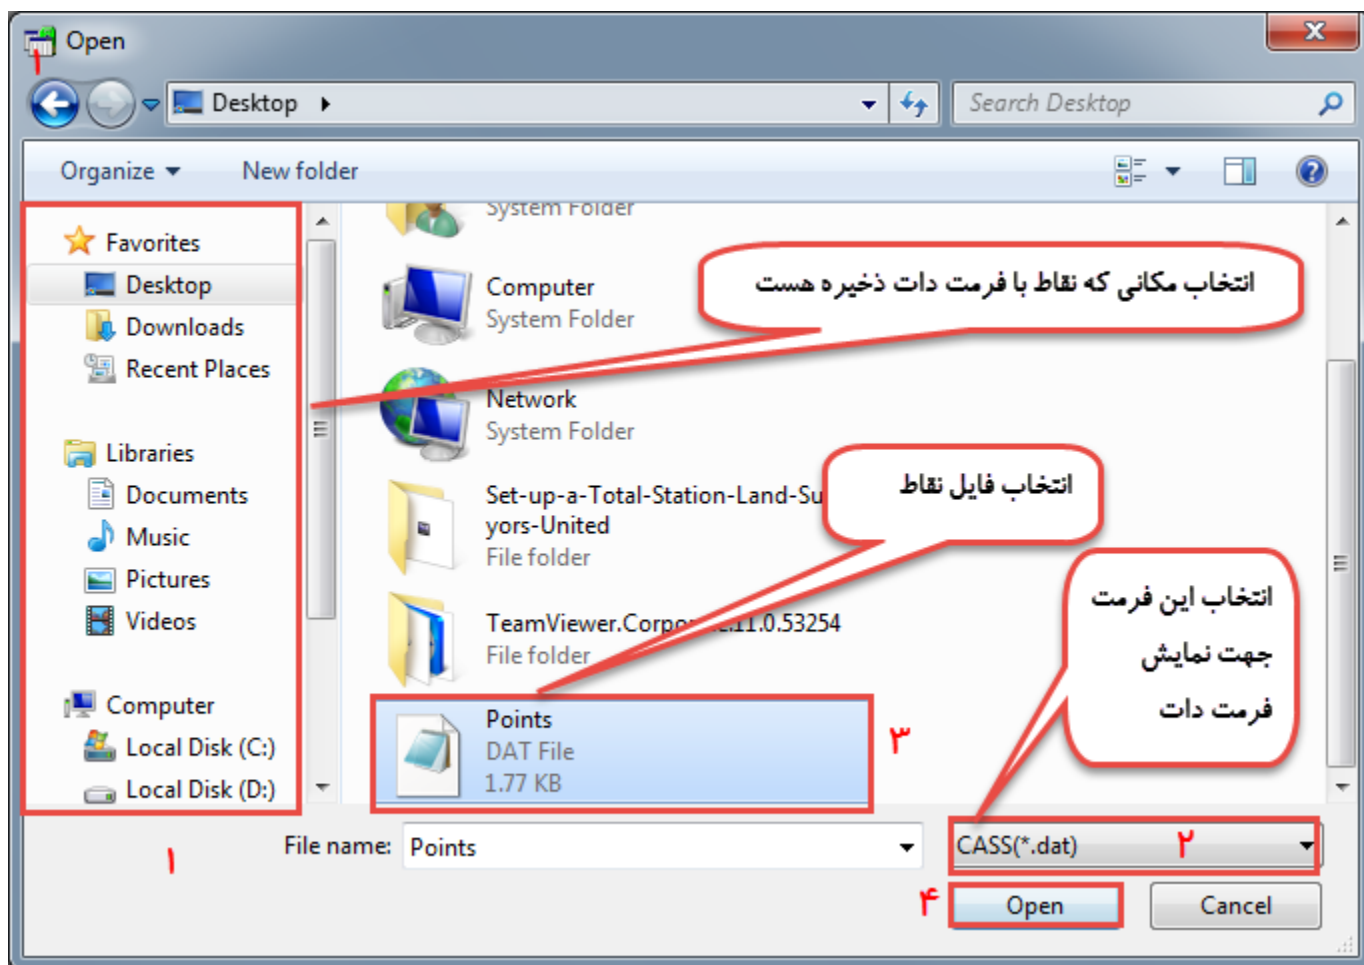 Open
۱
Desktop
Search Desktop
Organize
New folder
Favorites
Desktop
Downloads
Recent Places
Libraries
Documents
Music
Pictures
Videos
Computer
Local Disk (C:)
Local Disk (D:)
System Folder
Computer
System Folder
Network
System Folder
Set-up-a-Total-Station-Land-Su
yors-United
File folder
TeamViewer.Corpo
.11.0.53254
File folder
Points
DAT File
1.77 KB
انتخاب مکانی که نقاط با فرمت دات ذخیره هست
انتخاب فایل نقاط
انتخاب این فرمت
جهت نمایش
فرمت دات
۳
۱
File name:
Points
CASS(*.dat)
۲
۴
Open
Cancel